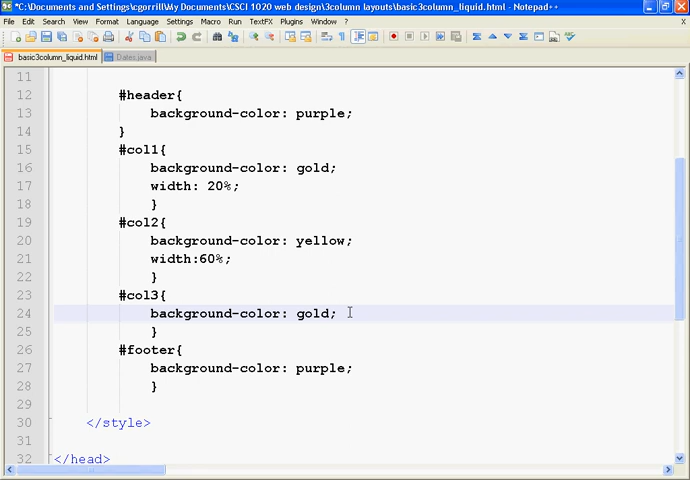 *C:\Documents and Settings\cgorrill\My Documents\CSCI 1020 web design\3column layouts\basic3column_liquid.html - Notepad++
File Edit Search View Format Language Settings Macro Run TextFX Plugins Window ? X
basic3column_liquid.html Dates.java
11
12 #header{
13 background-color: purple;
14 }
15 #col1{
16 background-color: gold;
17 width: 20%;
18 }
19 #col2{
20 background-color: yellow;
21 width:60%;
22 }
23 #col3{
24 background-color: gold;
25 }
26 #footer{
27 background-color: purple;
28 }
29
30 </style>
31
32 </head>